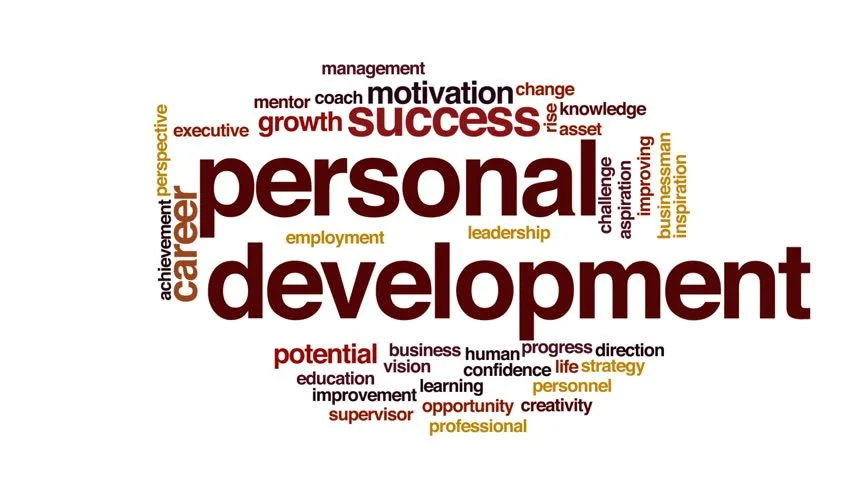 management
mentor coach motivation change
executive growth success rise knowledge
asset
perspective
achievement
career
personal
challenge
aspiration
improving
businessman
inspiration
employment leadership
development
potential business human progress direction
vision confidence life strategy
education learning personnel
improvement
supervisor opportunity creativity
professional